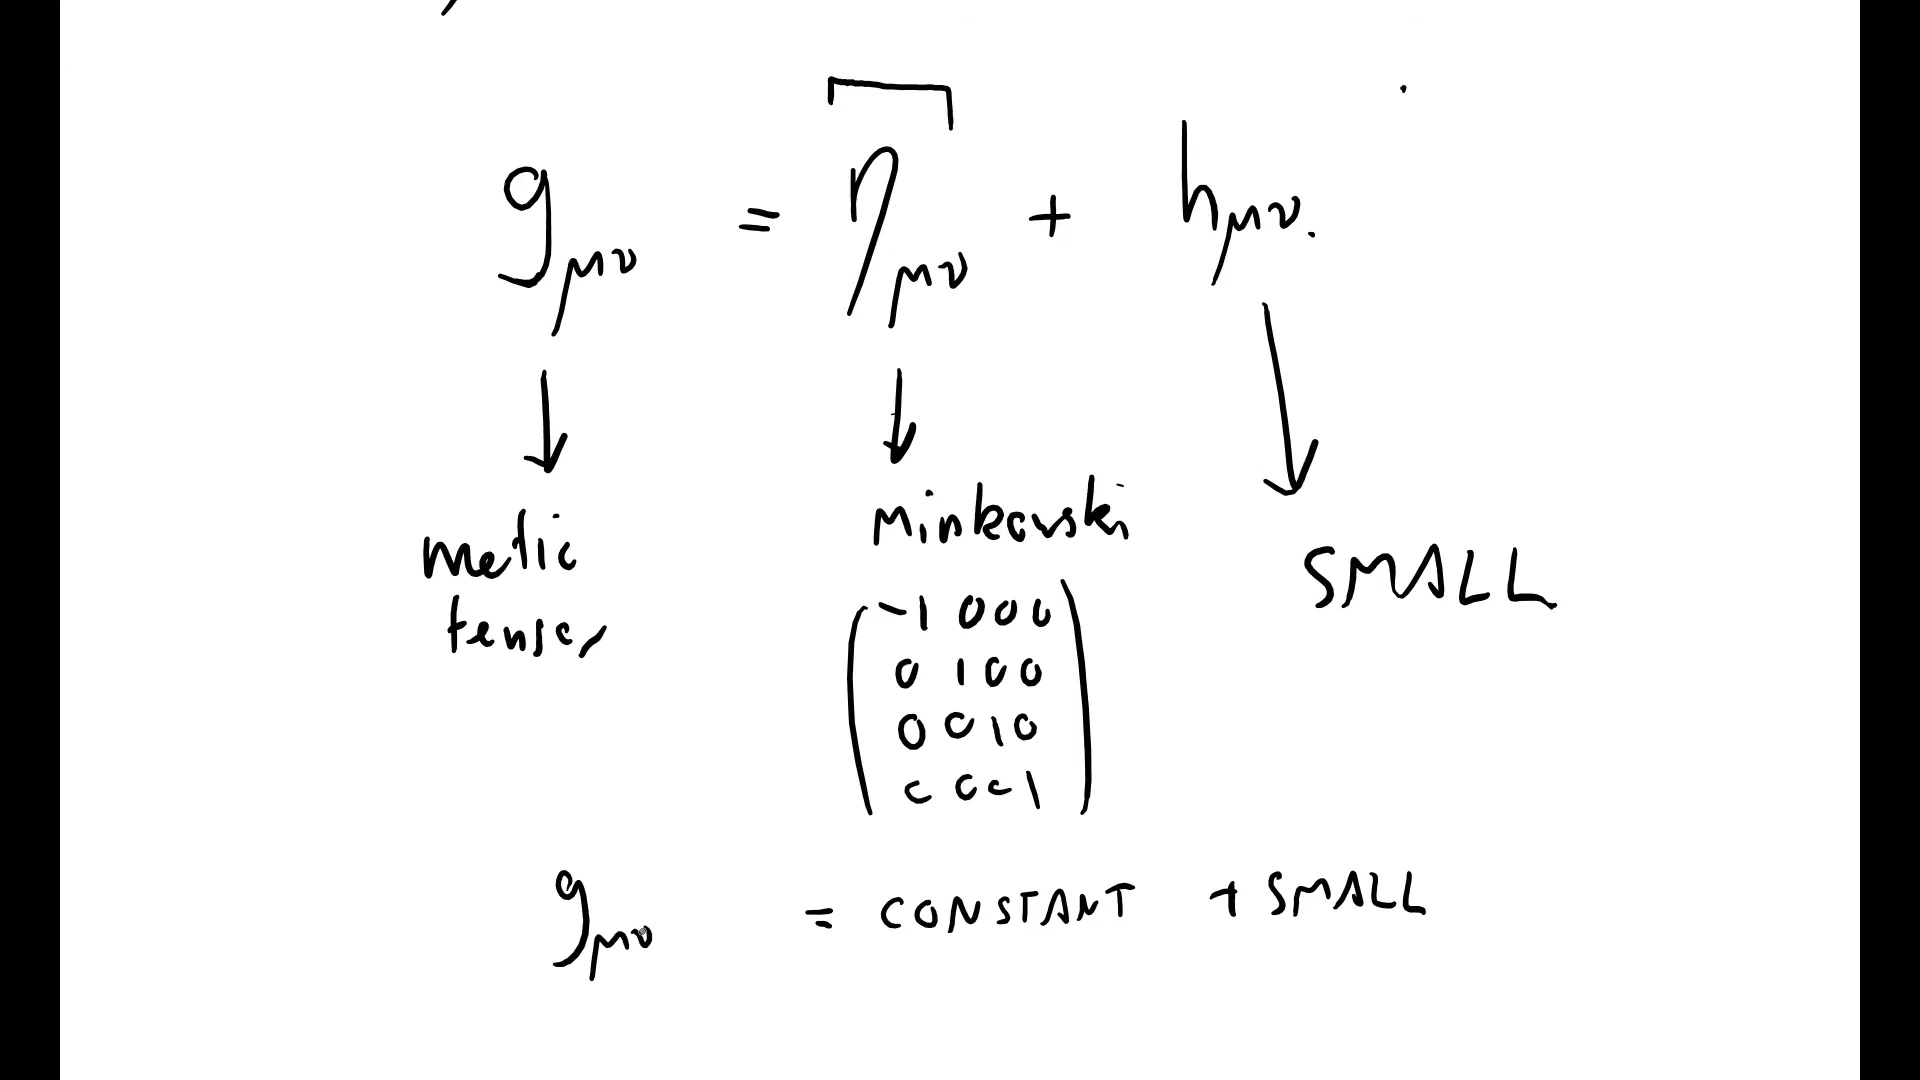 g_μν = η_μν + h_μν.
metric Minkowski
tensor SMALL
(-1 0 0 0
0 1 0 0
0 0 1 0
0 0 0 1)
g_μν = CONSTANT + SMALL